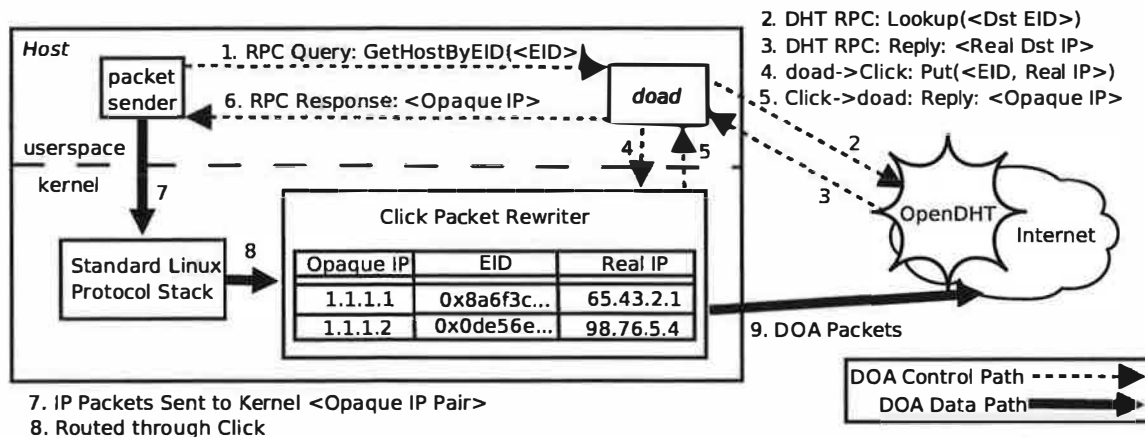 Host
packet
sender
1. RPC Query: GetHostByEID(<EID>)
6. RPC Response: <Opaque IP>
doad
2. DHT RPC: Lookup(<Dst EID>)
3. DHT RPC: Reply: <Real Dst IP>
4. doad->Click: Put(<EID, Real IP>)
5. Click->doad: Reply: <Opaque IP>
userspace
kernel
7
4
5
2
3
OpenDHT
Internet
Standard Linux
Protocol Stack
8
Click Packet Rewriter
Opaque IP EID Real IP
1.1.1.1 0x8a6f3c... 65.43.2.1
1.1.1.2 0x0de56e... 98.76.5.4
9. DOA Packets
DOA Control Path
DOA Data Path
7. IP Packets Sent to Kernel <Opaque IP Pair>
8. Routed through Click